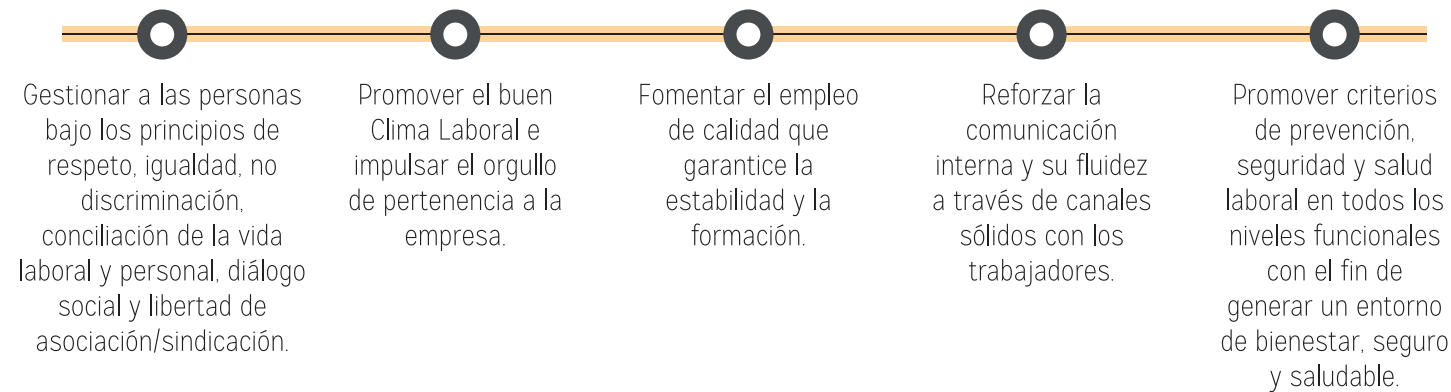 Gestionar a las personas
bajo los principios de
respeto, igualdad, no
discriminación,
conciliación de la vida
laboral y personal, diálogo
social y libertad de
asociación/sindicación.
Promover el buen
Clima Laboral e
impulsar el orgullo
de pertenencia a la
empresa.
Fomentar el empleo
de calidad que
garantice la
estabilidad y la
formación.
Reforzar la
comunicación
interna y su fluidez
a través de canales
sólidos con los
trabajadores.
Promover criterios
de prevención,
seguridad y salud
laboral en todos los
niveles funcionales
con el fin de
generar un entorno
de bienestar, seguro
y saludable.